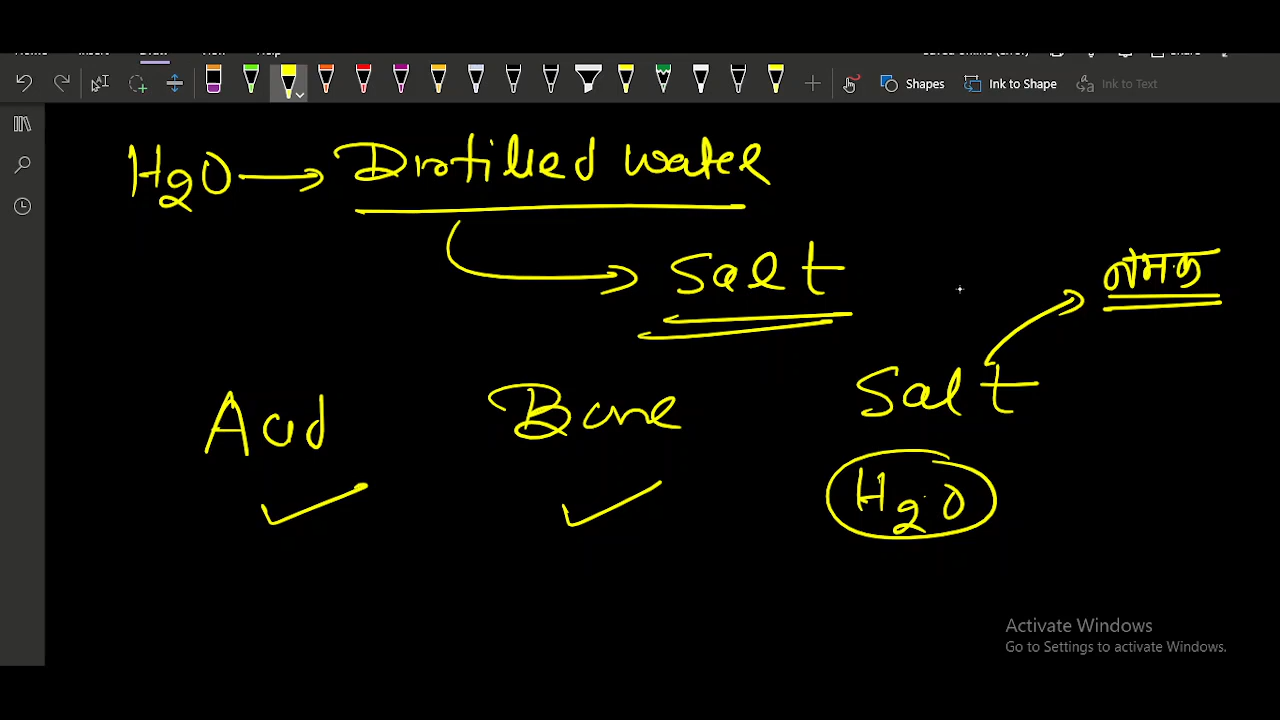 Shapes Ink to Shape Ink to Text
H2O → Distilled water
Salt
नमक
Salt
Acid Base
H2O
Activate Windows
Go to Settings to activate Windows.